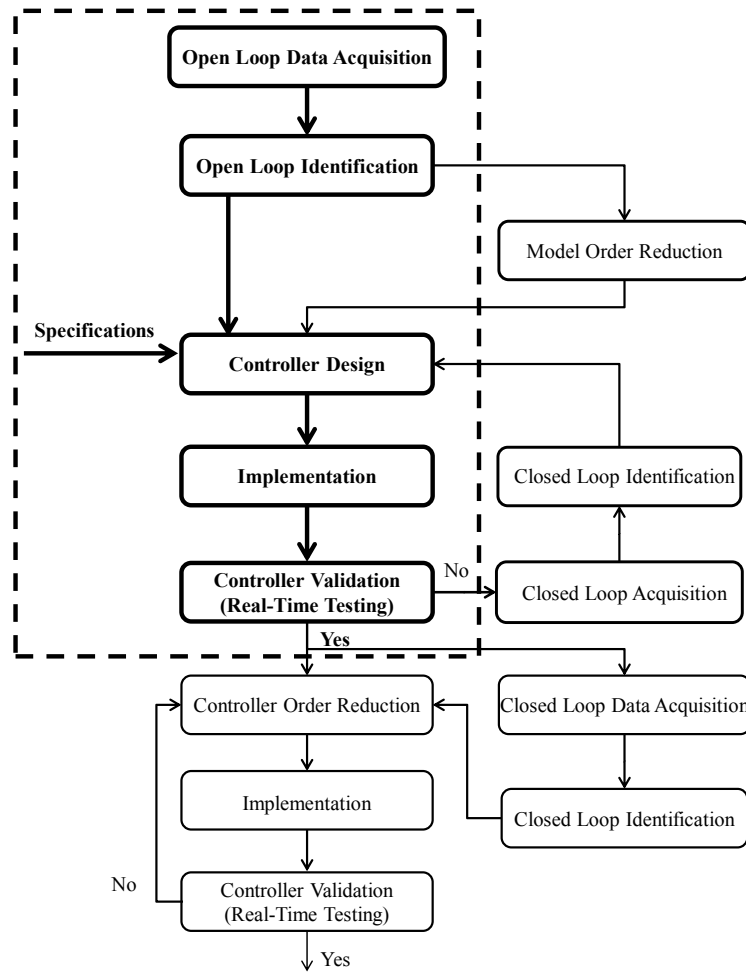 Open Loop Data Acquisition
Open Loop Identification
Model Order Reduction
Specifications
Controller Design
Closed Loop Identification
Implementation
Controller Validation
(Real-Time Testing)
No
Closed Loop Acquisition
Yes
Controller Order Reduction
Closed Loop Data Acquisition
Implementation
Closed Loop Identification
No
Controller Validation
(Real-Time Testing)
Yes